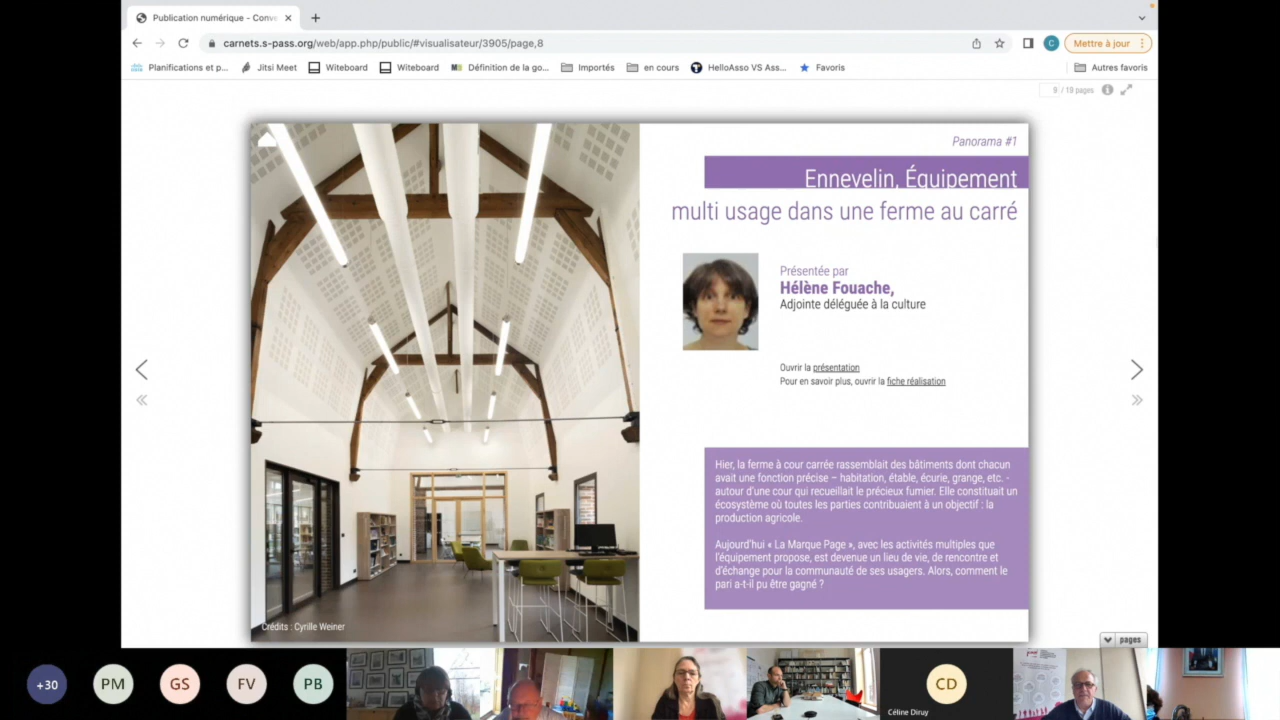 Publication numérique - Conve
carnets.s-pass.org/web/app.php/public/#visualisateur/3905/page,8
C
Mettre à jour
Planifications et p...
Jitsi Meet
Witeboard
Witeboard
Définition de la go...
Importés
en cours
HelloAsso VS Ass...
Favoris
Autres favoris
9 / 19 pages
Panorama #1
Ennevelin, Équipement
multi usage dans une ferme au carré
Présentée par
Hélène Fouache,
Adjointe déléguée à la culture
Ouvrir la présentation
Pour en savoir plus, ouvrir la fiche réalisation
Hier, la ferme à cour carrée rassemblait des bâtiments dont chacun
avait une fonction précise – habitation, étable, écurie, grange, etc. -
autour d'une cour qui recueillait le précieux fumier. Elle constituait un
écosystème où toutes les parties contribuaient à un objectif : la
production agricole.
Aujourd'hui « La Marque Page », avec les activités multiples que
l'équipement propose, est devenue un lieu de vie, de rencontre et
d'échange pour la communauté de ses usagers. Alors, comment le
pari a-t-il pu être gagné ?
Crédits : Cyrille Weiner
pages
+30
PM
GS
FV
PB
CD
Céline Diruy